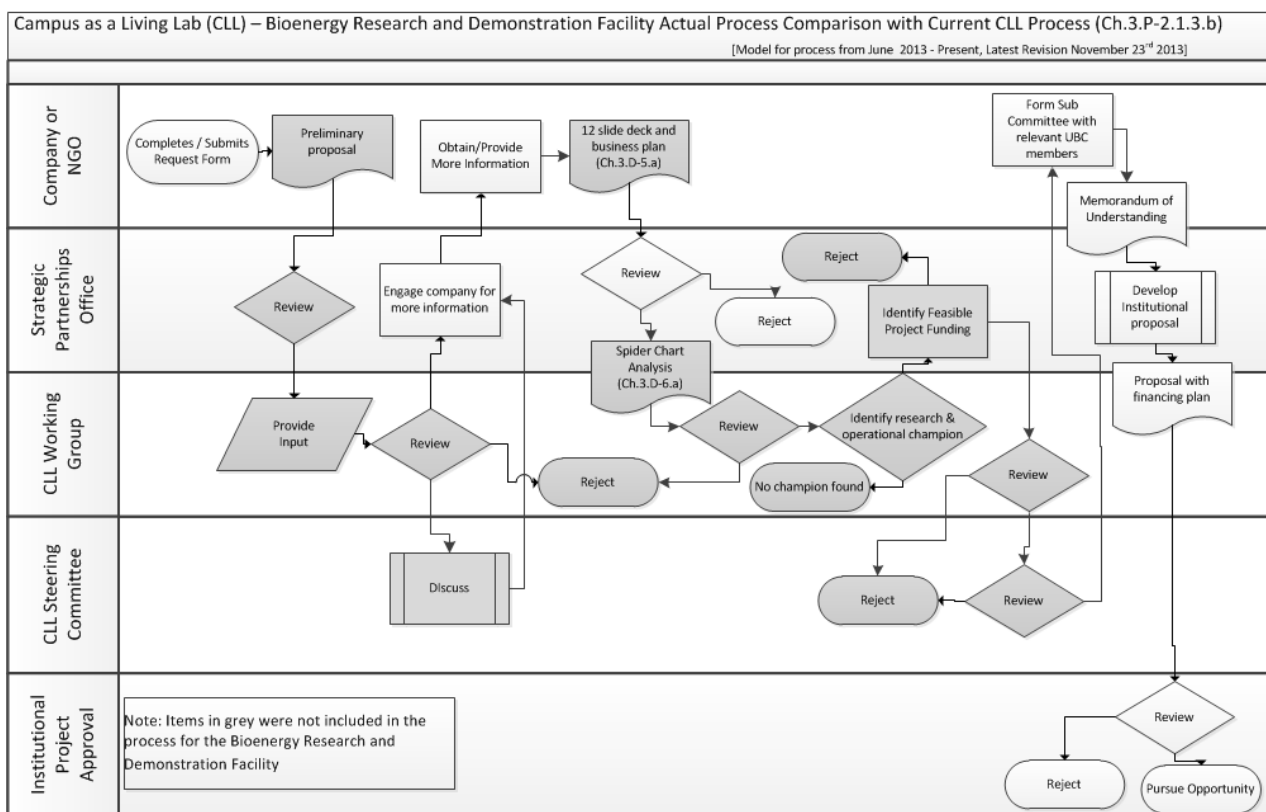 Campus as a Living Lab (CLL) – Bioenergy Research and Demonstration Facility Actual Process Comparison with Current CLL Process (Ch.3.P-2.1.3.b)
[Model for process from June 2013 - Present, Latest Revision November 23rd 2013]
Company or
NGO
Completes / Submits
Request Form
Preliminary
proposal
Obtain/Provide
More Information
12 slide deck and
business plan
(Ch.3.D-5.a)
Form Sub
Committee with
relevant UBC
members
Memorandum of
Understanding
Strategic
Partnerships
Office
Review
Engage company for
more information
Review
Reject
Spider Chart
Analysis
(Ch.3.D-6.a)
Reject
Identify Feasible
Project Funding
Develop
Institutional
proposal
CLL Working
Group
Provide
Input
Review
Reject
Review
Identify research &
operational champion
No champion found
Review
Proposal with
financing plan
CLL Steering
Committee
Discuss
Reject
Review
Institutional
Project
Approval
Note: Items in grey were not included in the
process for the Bioenergy Research and
Demonstration Facility
Review
Reject
Pursue Opportunity